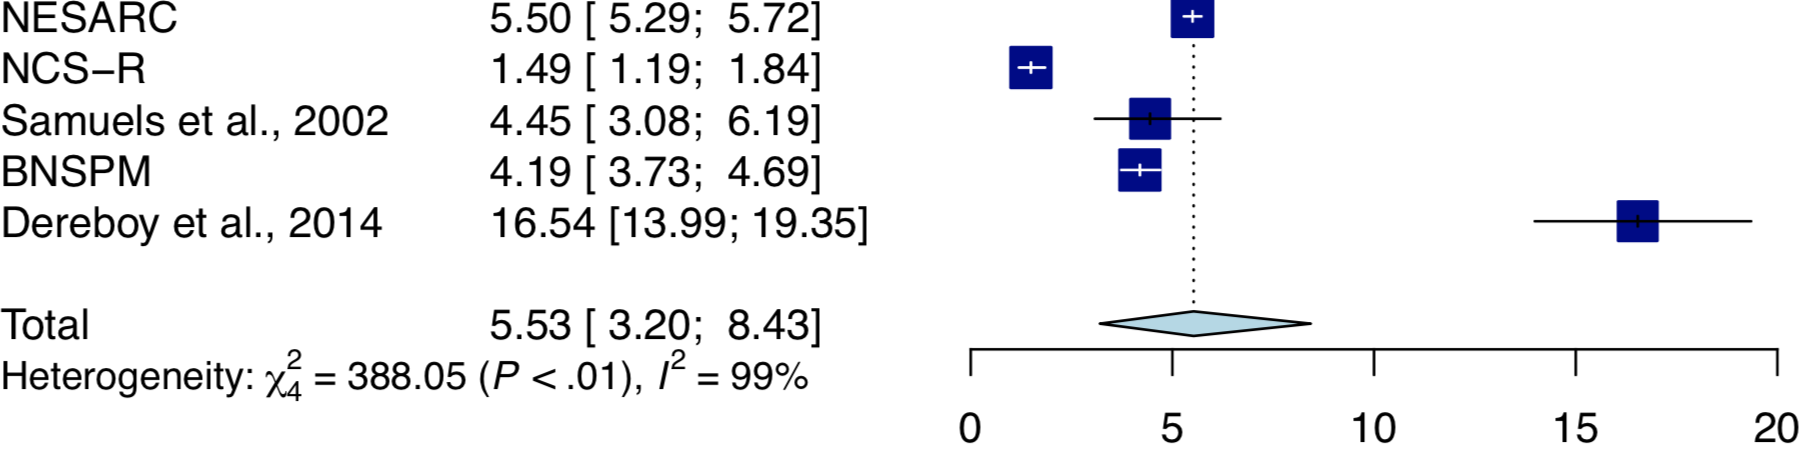 NESARC 5.50 [ 5.29; 5.72]
NCS−R 1.49 [ 1.19; 1.84]
Samuels et al., 2002 4.45 [ 3.08; 6.19]
BNSPM 4.19 [ 3.73; 4.69]
Dereboy et al., 2014 16.54 [13.99; 19.35]
Total 5.53 [ 3.20; 8.43]
Heterogeneity: χ²₄ = 388.05 (P < .01), I² = 99%
0 5 10 15 20